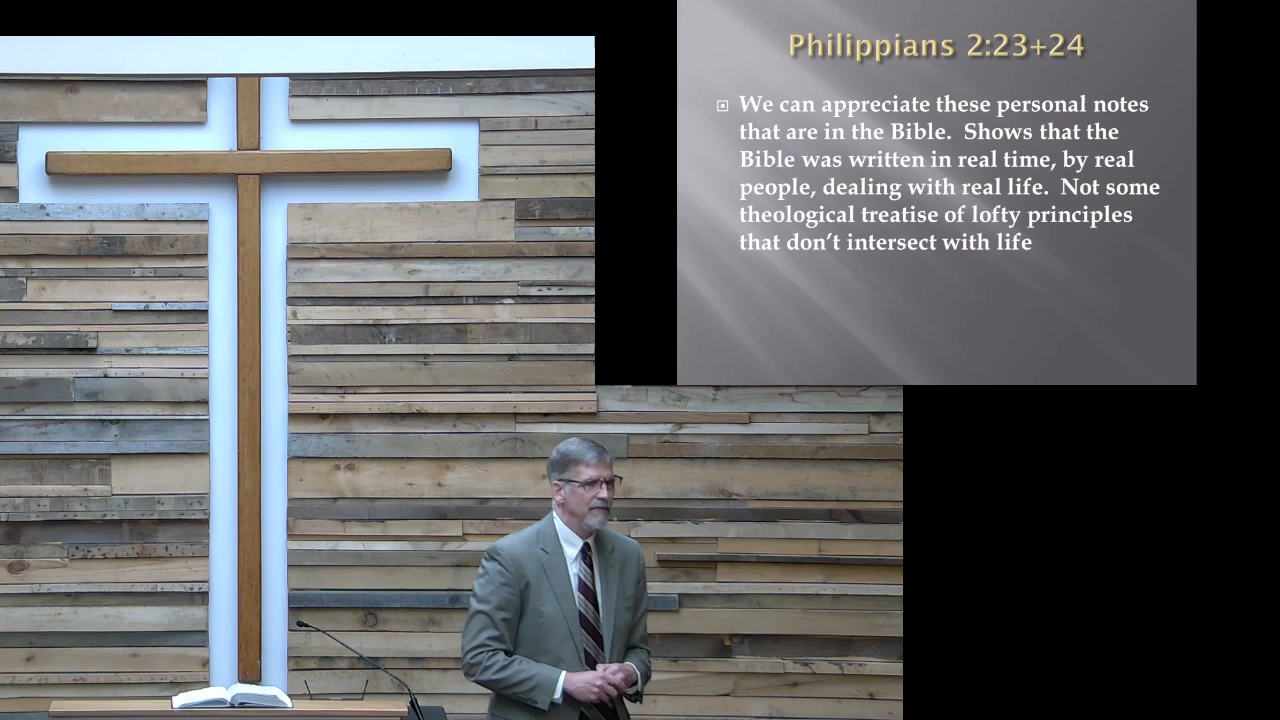 Philippians 2:23+24
We can appreciate these personal notes
that are in the Bible.  Shows that the
Bible was written in real time, by real
people, dealing with real life.  Not some
theological treatise of lofty principles
that don’t intersect with life